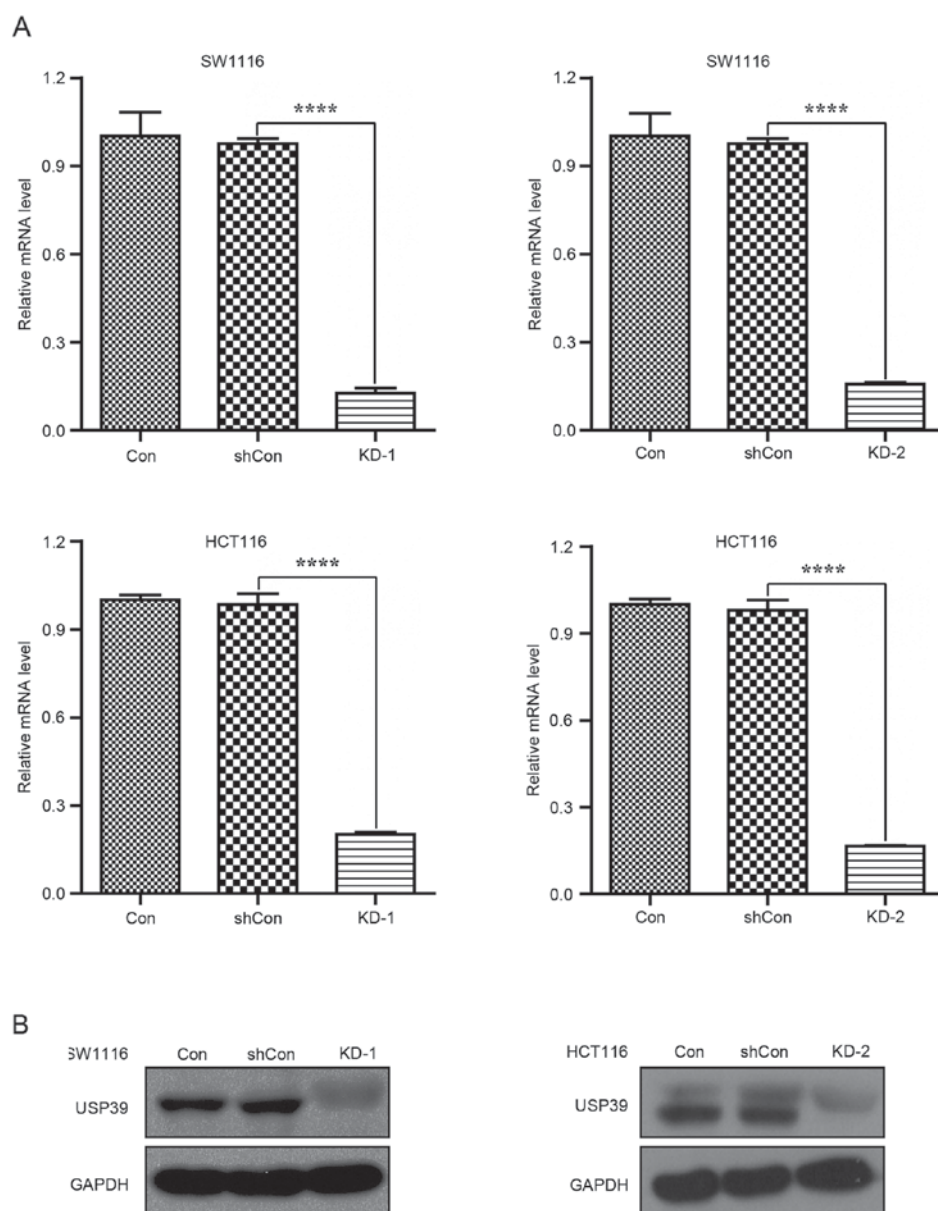 A
SW1116
1.2
0.9
0.6
0.3
0.0
Relative mRNA level
****
Con shCon KD-1
SW1116
1.2
0.9
0.6
0.3
0.0
Relative mRNA level
****
Con shCon KD-2
HCT116
1.2
0.9
0.6
0.3
0.0
Relative mRNA level
****
Con shCon KD-1
HCT116
1.2
0.9
0.6
0.3
0.0
Relative mRNA level
****
Con shCon KD-2
B
SW1116 Con shCon KD-1
USP39
GAPDH
HCT116 Con shCon KD-2
USP39
GAPDH